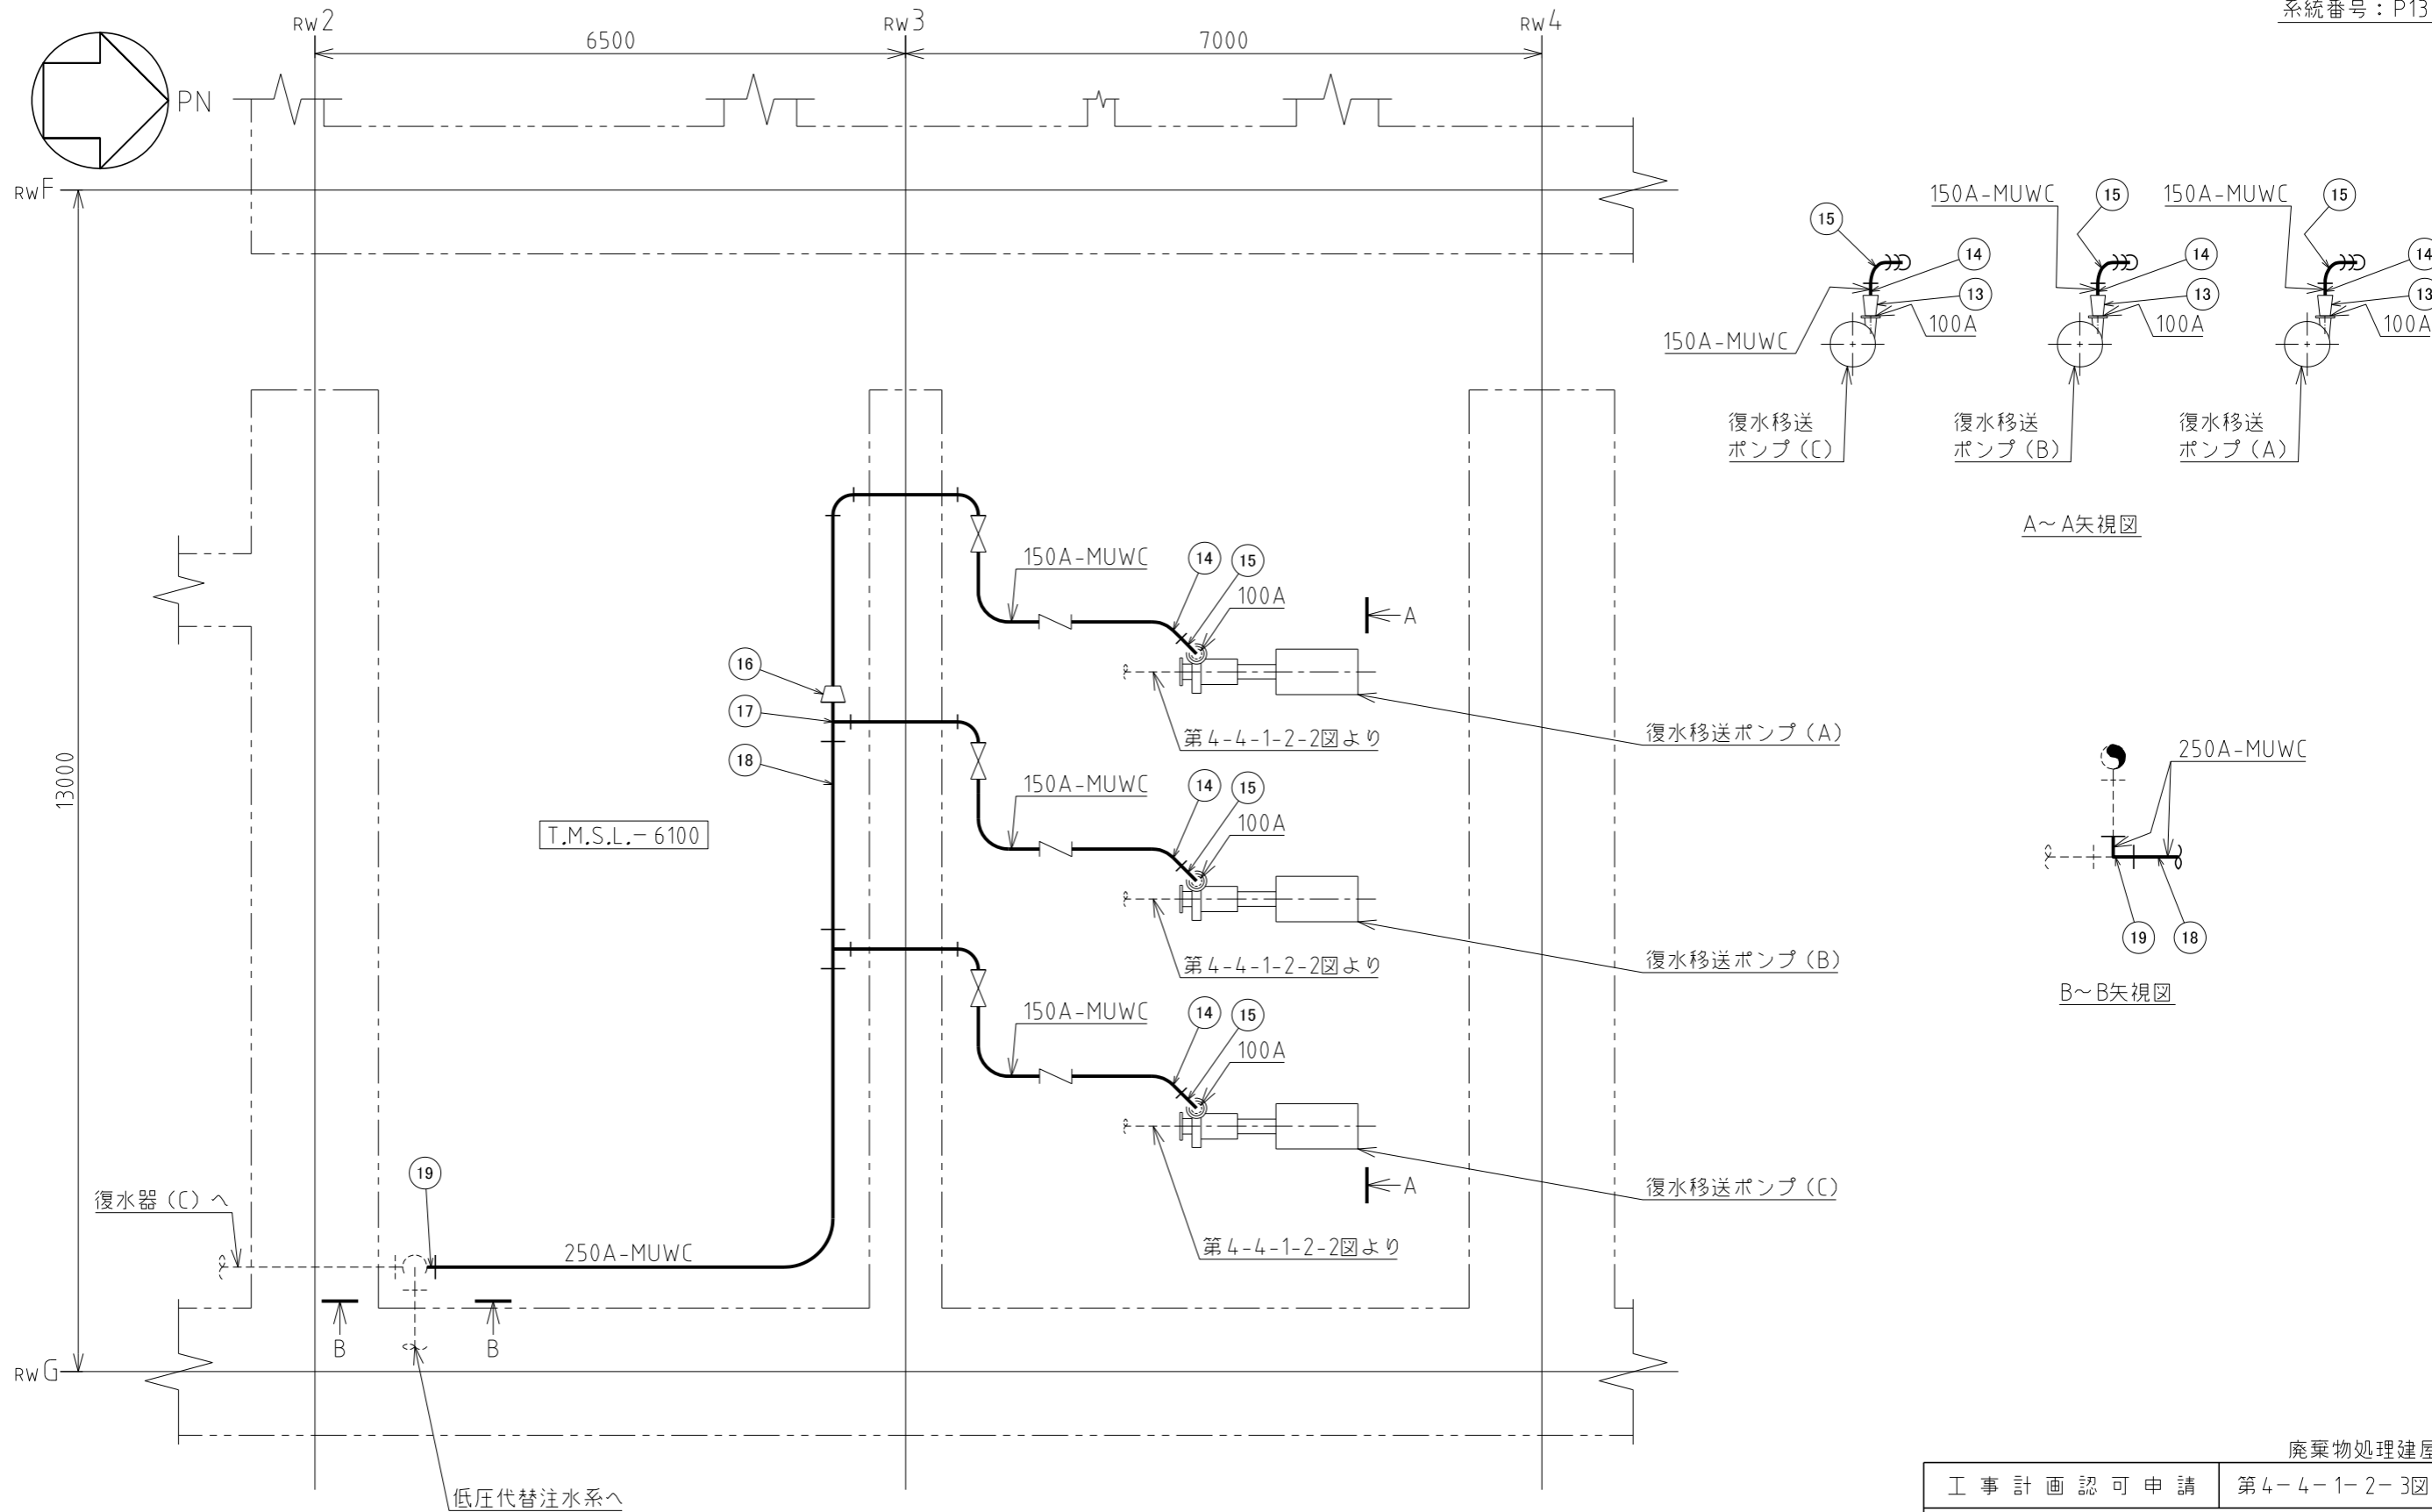 系統番号：P13
RW2
RW3
RW4
6500
7000
PN
RWF
13000
RWG
150A-MUWC
15
14
13
100A
復水移送
ポンプ(C)
150A-MUWC
15
14
13
100A
復水移送
ポンプ(B)
150A-MUWC
15
14
13
100A
復水移送
ポンプ(A)
A～A矢視図
150A-MUWC
14
15
100A
A
16
17
18
第4-4-1-2-2図より
復水移送ポンプ(A)
T.M.S.L.-6100
150A-MUWC
14
15
100A
第4-4-1-2-2図より
復水移送ポンプ(B)
250A-MUWC
19
18
B～B矢視図
150A-MUWC
14
15
100A
A
第4-4-1-2-2図より
復水移送ポンプ(C)
19
復水器(C)へ
250A-MUWC
B
B
低圧代替注水系へ
廃棄物処理建屋
工事計画認可申請
第4-4-1-2-3図